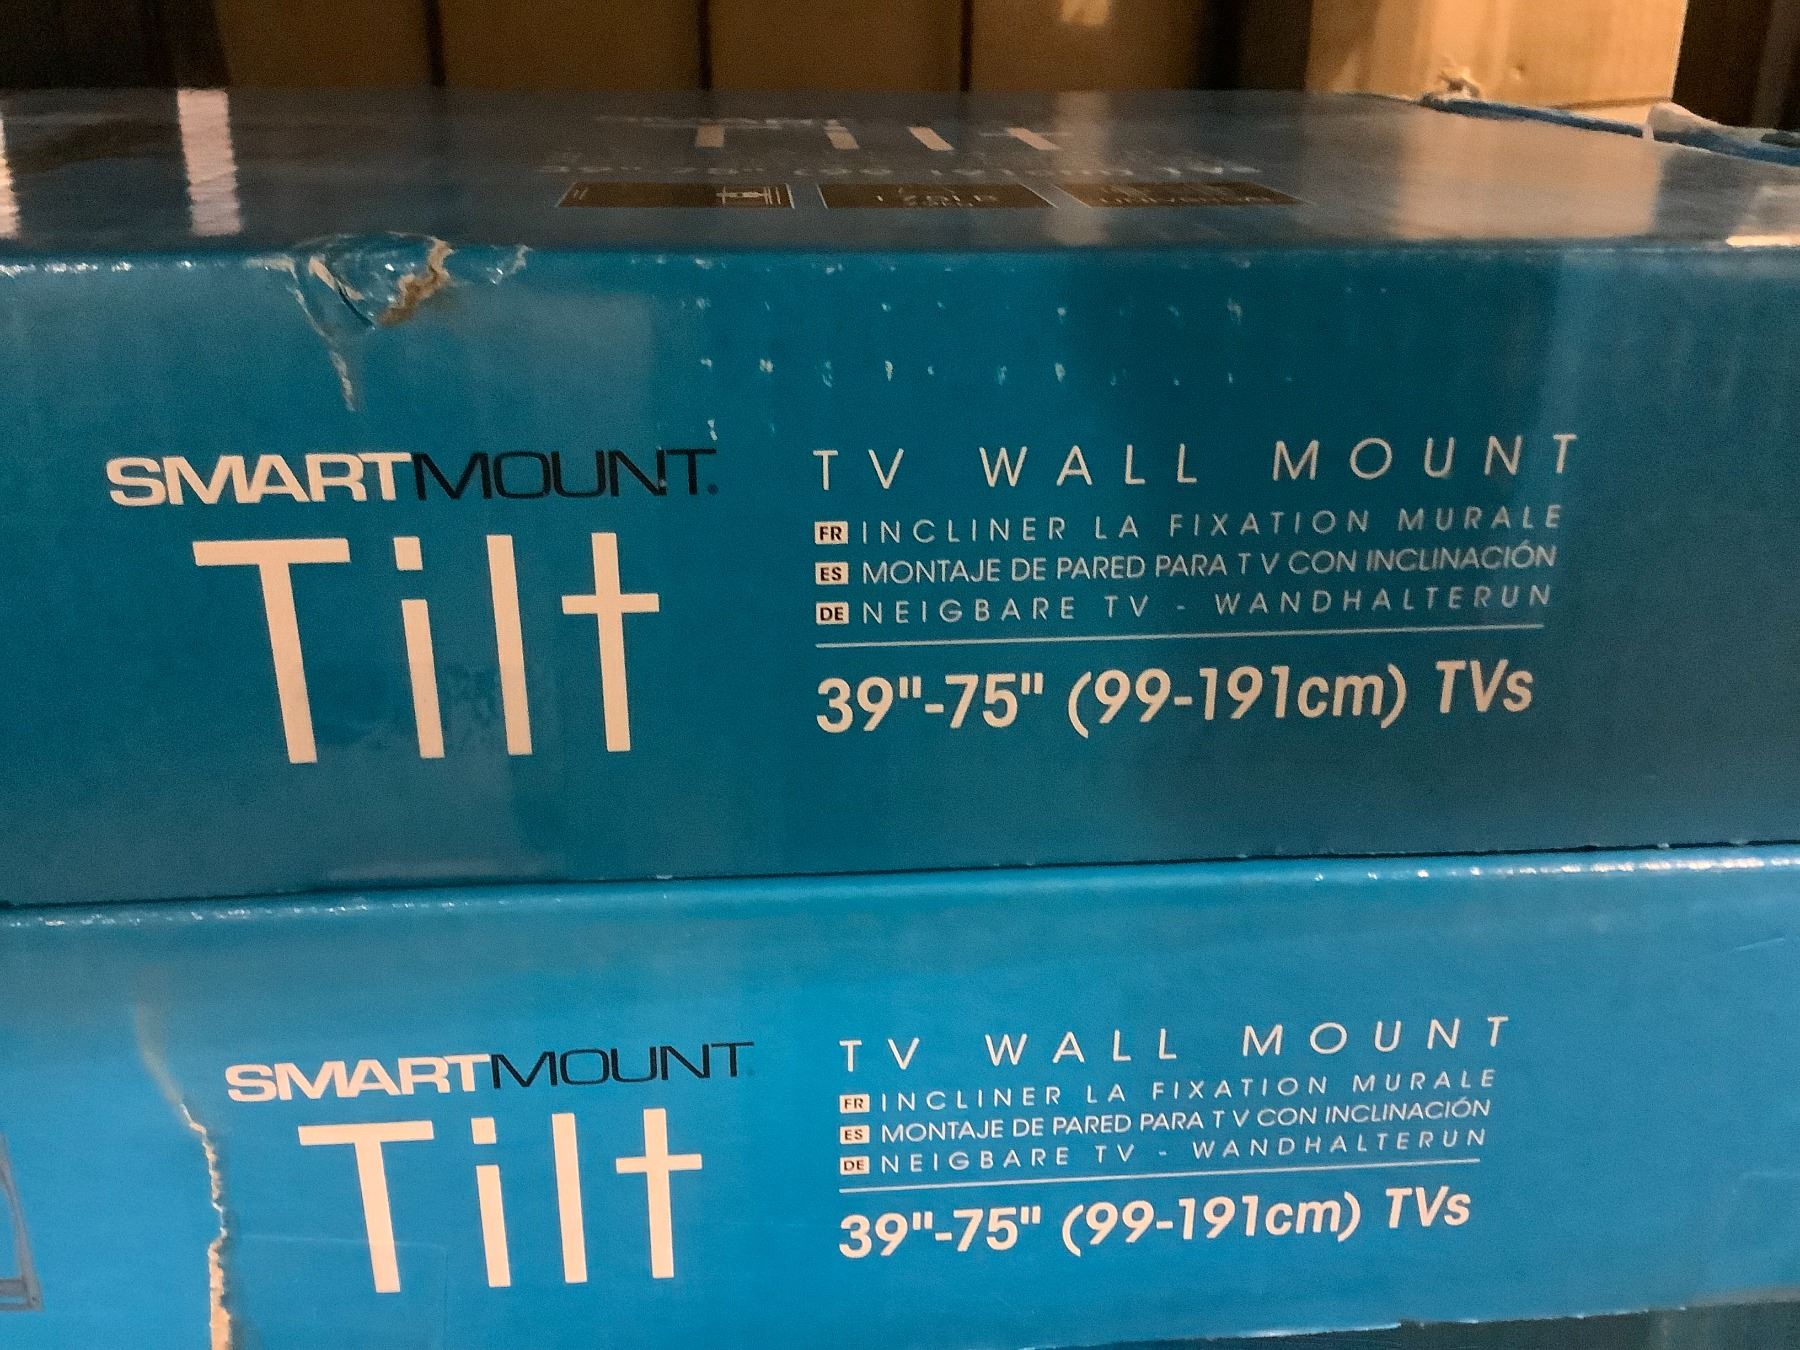 SMARTMOUNT
Tilt
TV WALL MOUNT
FR INCLINER LA FIXATION MURALE
ES MONTAJE DE PARED PARA TV CON INCLINACIÓN
DE NEIGBARE TV - WANDHALTERUN
39"-75" (99-191cm) TVs
SMARTMOUNT
Tilt
TV WALL MOUNT
FR INCLINER LA FIXATION MURALE
ES MONTAJE DE PARED PARA TV CON INCLINACIÓN
DE NEIGBARE TV - WANDHALTERUN
39"-75" (99-191cm) TVs